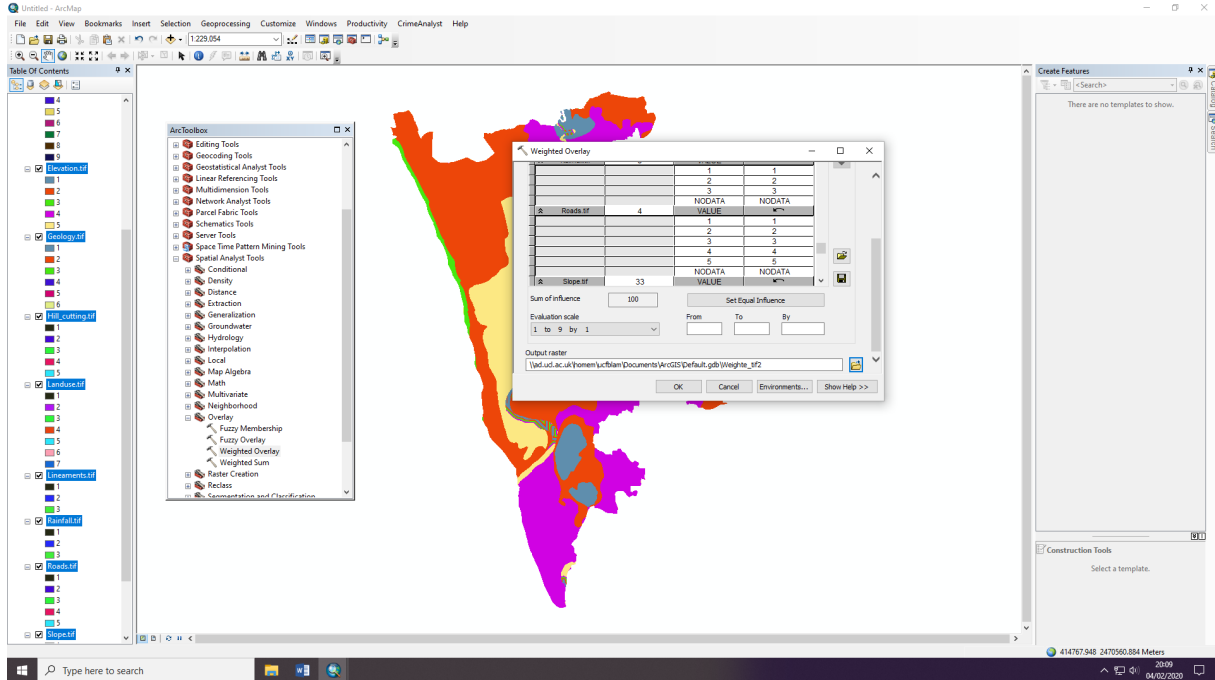 Untitled - ArcMap
File Edit View Bookmarks Insert Selection Geoprocessing Customize Windows Productivity CrimeAnalyst Help
1:229,054
Table Of Contents
4
5
6
7
8
9
Elevation.tif
1
2
3
4
5
Geology.tif
1
2
3
4
5
6
Hill_cutting.tif
1
2
3
4
5
Landuse.tif
1
2
3
4
5
6
7
Lineaments.tif
1
2
3
Rainfall.tif
1
2
3
Roads.tif
1
2
3
4
5
Slope.tif
ArcToolbox
Editing Tools
Geocoding Tools
Geostatistical Analyst Tools
Linear Referencing Tools
Multidimension Tools
Network Analyst Tools
Parcel Fabric Tools
Schematics Tools
Server Tools
Space Time Pattern Mining Tools
Spatial Analyst Tools
Conditional
Density
Distance
Extraction
Generalization
Groundwater
Hydrology
Interpolation
Local
Map Algebra
Math
Multivariate
Neighborhood
Overlay
Fuzzy Membership
Fuzzy Overlay
Weighted Overlay
Weighted Sum
Raster Creation
Reclass
Segmentation and Classification
Weighted Overlay
1 1
2 2
3 3
NODATA NODATA
Roads.tif 4 VALUE
1 1
2 2
3 3
4 4
5 5
NODATA NODATA
Slope.tif 33 VALUE
Sum of influence 100 Set Equal Influence
Evaluation scale From To By
1 to 9 by 1
Output raster
\\ad.ucl.ac.uk\homem\ucfblam\Documents\ArcGIS\Default.gdb\Weighte_tif2
OK Cancel Environments... Show Help >>
Create Features
<Search>
There are no templates to show.
Catalog
Search
Construction Tools
Select a template.
414767.948 2470560.884 Meters
Type here to search
20:09
04/02/2020